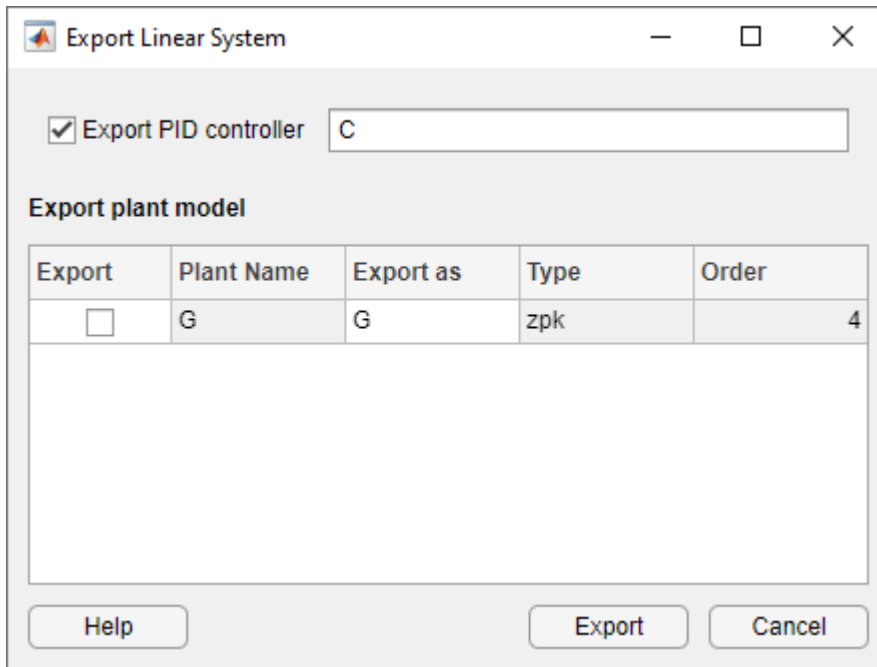 Export Linear System
Export PID controller C
Export plant model
Export Plant Name Export as Type Order
G G zpk 4
Help Export Cancel